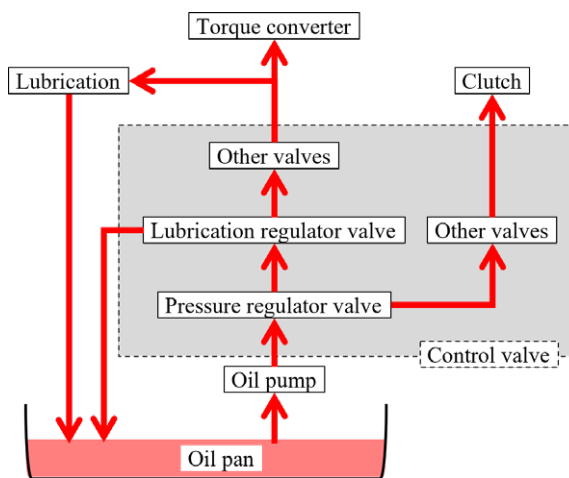 Torque converter
Lubrication
Clutch
Other valves
Lubrication regulator valve
Other valves
Pressure regulator valve
Control valve
Oil pump
Oil pan